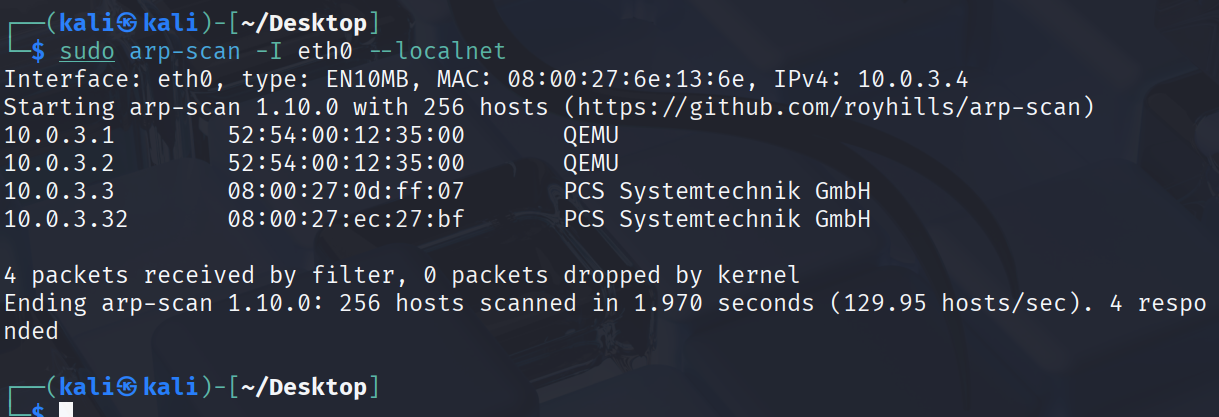 ┌──(kali㉿kali)-[~/Desktop]
└─$ sudo arp-scan -I eth0 --localnet
Interface: eth0, type: EN10MB, MAC: 08:00:27:6e:13:6e, IPv4: 10.0.3.4
Starting arp-scan 1.10.0 with 256 hosts (https://github.com/royhills/arp-scan)
10.0.3.1	52:54:00:12:35:00	QEMU
10.0.3.2	52:54:00:12:35:00	QEMU
10.0.3.3	08:00:27:0d:ff:07	PCS Systemtechnik GmbH
10.0.3.32	08:00:27:ec:27:bf	PCS Systemtechnik GmbH

4 packets received by filter, 0 packets dropped by kernel
Ending arp-scan 1.10.0: 256 hosts scanned in 1.970 seconds (129.95 hosts/sec). 4 respo
nded

┌──(kali㉿kali)-[~/Desktop]
└─$